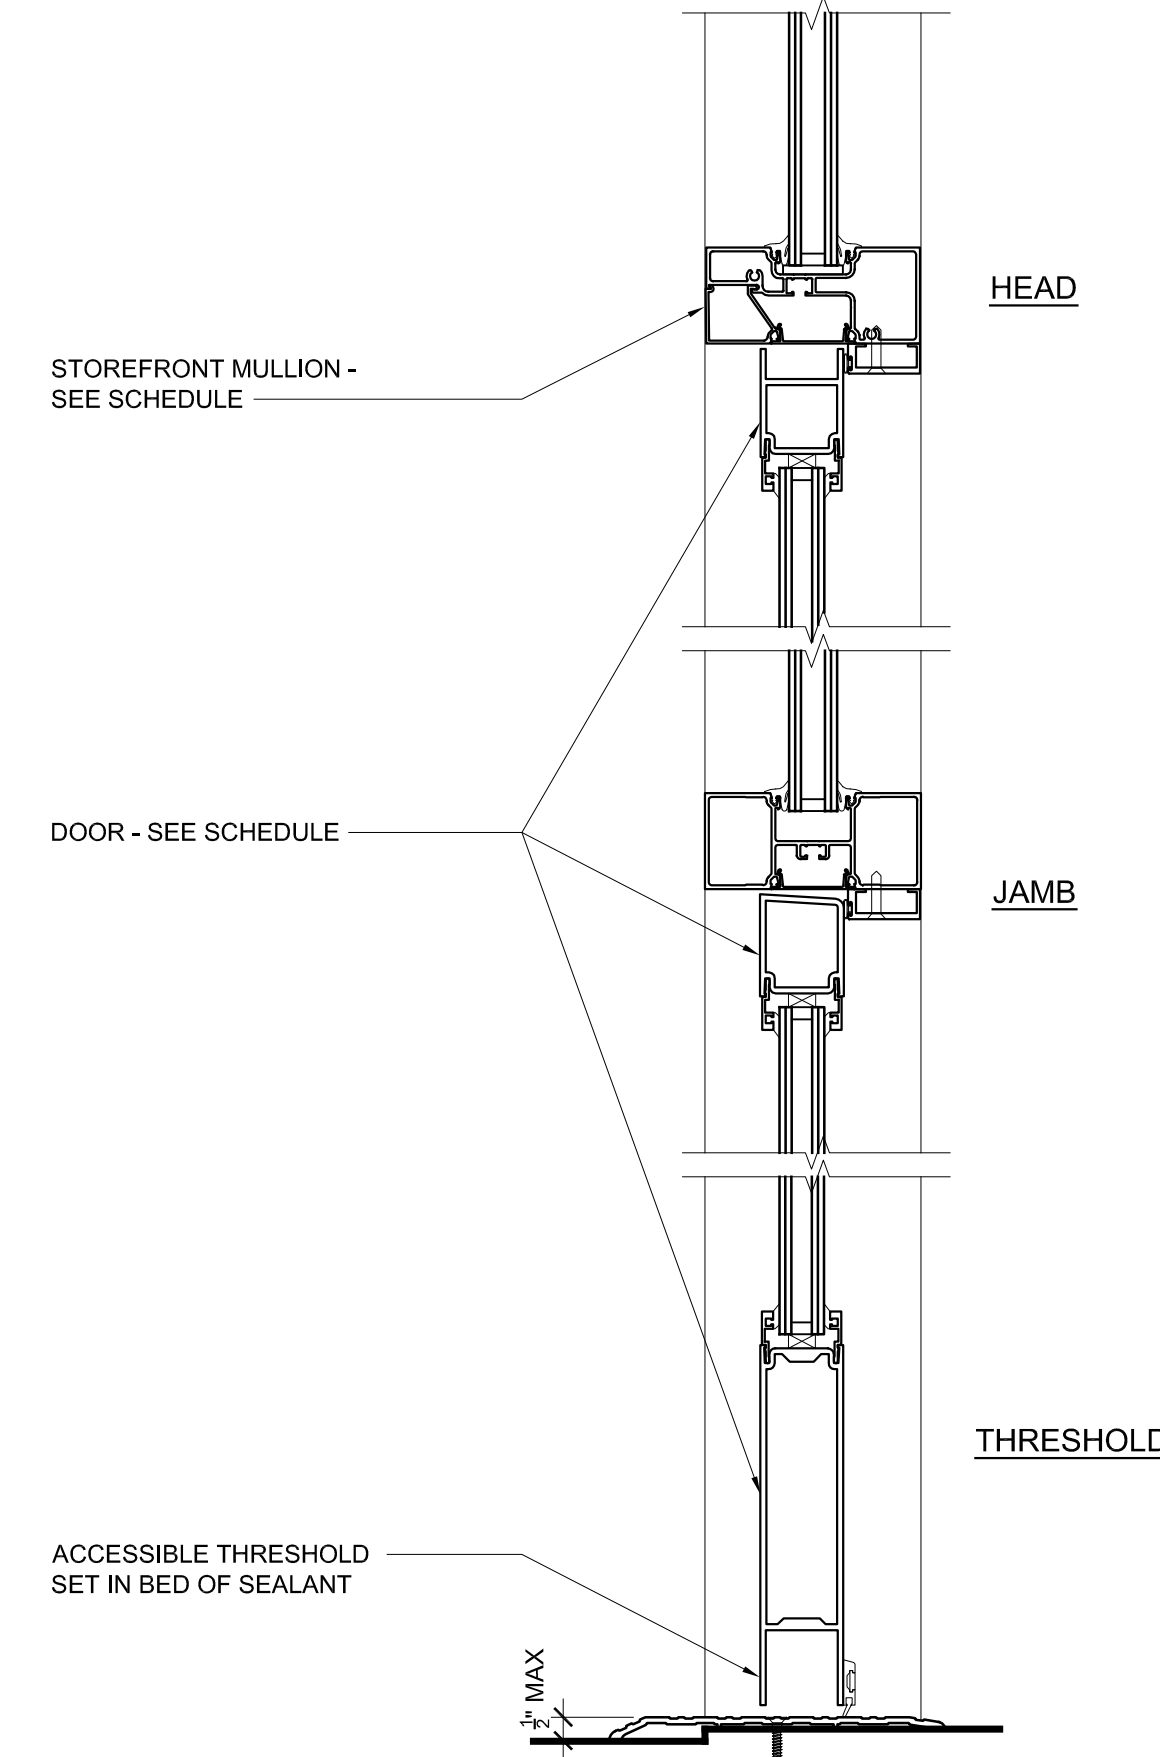 HEAD
STOREFRONT MULLION -
SEE SCHEDULE
DOOR - SEE SCHEDULE
JAMB
THRESHOLD
ACCESSIBLE THRESHOLD
SET IN BED OF SEALANT
1/2" MAX